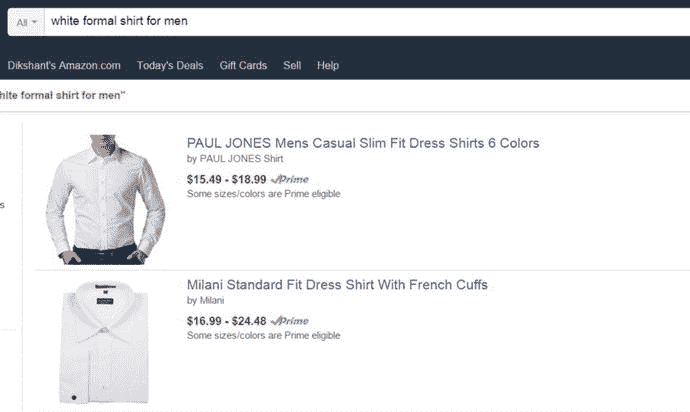 All
white formal shirt for men
Dikshant's Amazon.com Today's Deals Gift Cards Sell Help
hite formal shirt for men"
PAUL JONES Mens Casual Slim Fit Dress Shirts 6 Colors
by PAUL JONES Shirt
$15.49 - $18.99 Prime
Some sizes/colors are Prime eligible
s
Milani Standard Fit Dress Shirt With French Cuffs
by Milani
$16.99 - $24.48 Prime
Some sizes/colors are Prime eligible